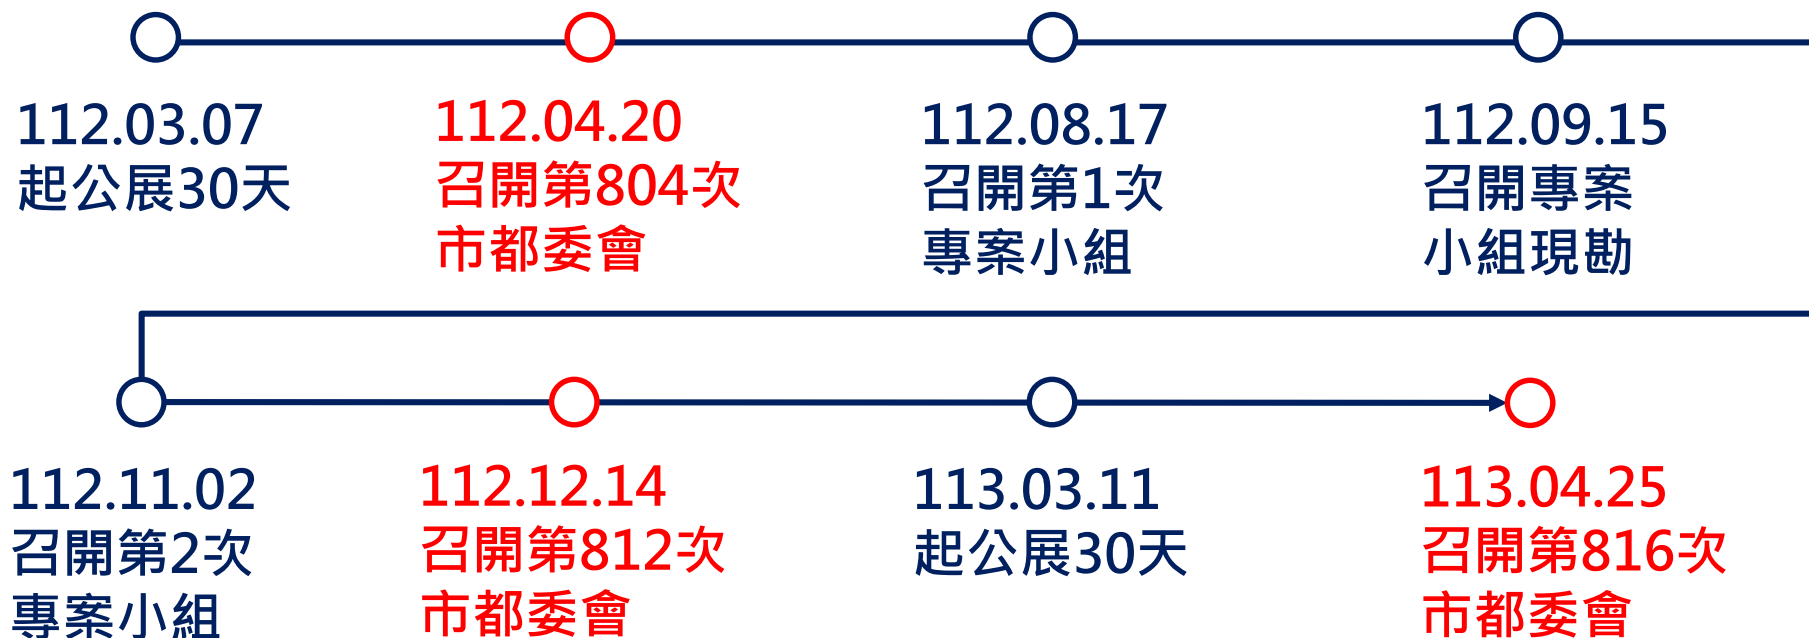 112.03.07
起公展30天
112.04.20
召開第804次
市都委會
112.08.17
召開第1次
專案小組
112.09.15
召開專案
小組現勘
112.11.02
召開第2次
專案小組
112.12.14
召開第812次
市都委會
113.03.11
起公展30天
113.04.25
召開第816次
市都委會